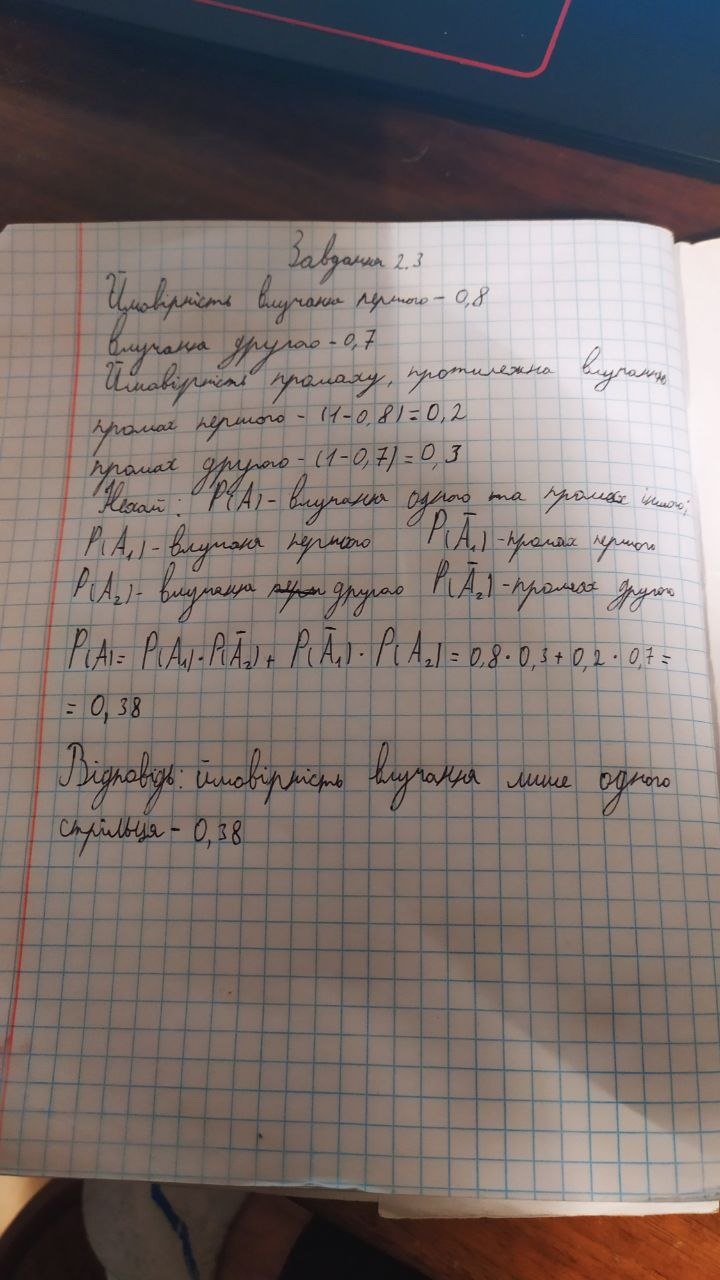 Завдання 2.3
Ймовірність влучання першого - 0,8
влучання другого - 0,7
Ймовірність промаху, протилежна влучанню
промах першого - (1-0,8)=0,2
промах другого - (1-0,7)=0,3
Нехай: P(A) - влучання одного та промах іншого;
P(A₁) - влучаня першого P(Ā₁) - промах першого
P(A₂) - влучання другого P(Ā₂) - промах другого
P(A)= P(A₁)·P(Ā₂)+ P(Ā₁)·P(A₂)= 0,8·0,3+0,2·0,7=
= 0,38
Відповідь: ймовірність влучання лише одного
стрільця - 0,38